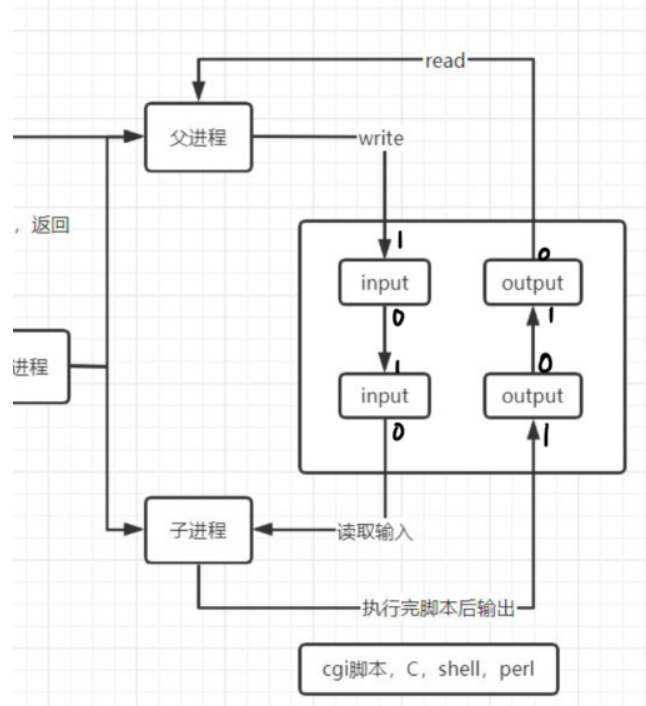 read
父进程
write
，返回
1
0
input
output
0
1
1
0
进程
input
output
0
1
子进程
读取输入
执行完脚本后输出
cgi脚本，C，shell，perl